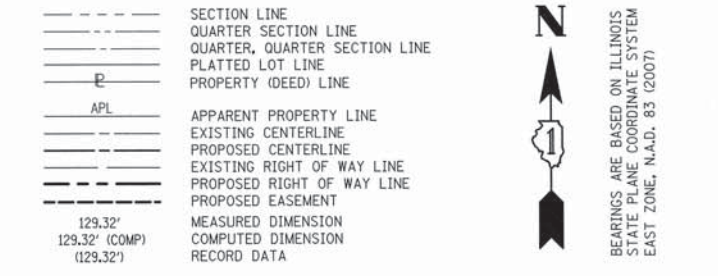 SECTION LINE
QUARTER SECTION LINE
QUARTER, QUARTER SECTION LINE
PLATTED LOT LINE
PROPERTY (DEED) LINE
APL
APPARENT PROPERTY LINE
EXISTING CENTERLINE
PROPOSED CENTERLINE
EXISTING RIGHT OF WAY LINE
PROPOSED RIGHT OF WAY LINE
PROPOSED EASEMENT
129.32' MEASURED DIMENSION
129.32' (COMP) COMPUTED DIMENSION
(129.32') RECORD DATA
N
1
BEARINGS ARE BASED ON ILLINOIS
STATE PLANE COORDINATE SYSTEM
EAST ZONE, N.A.D. 83 (2007)